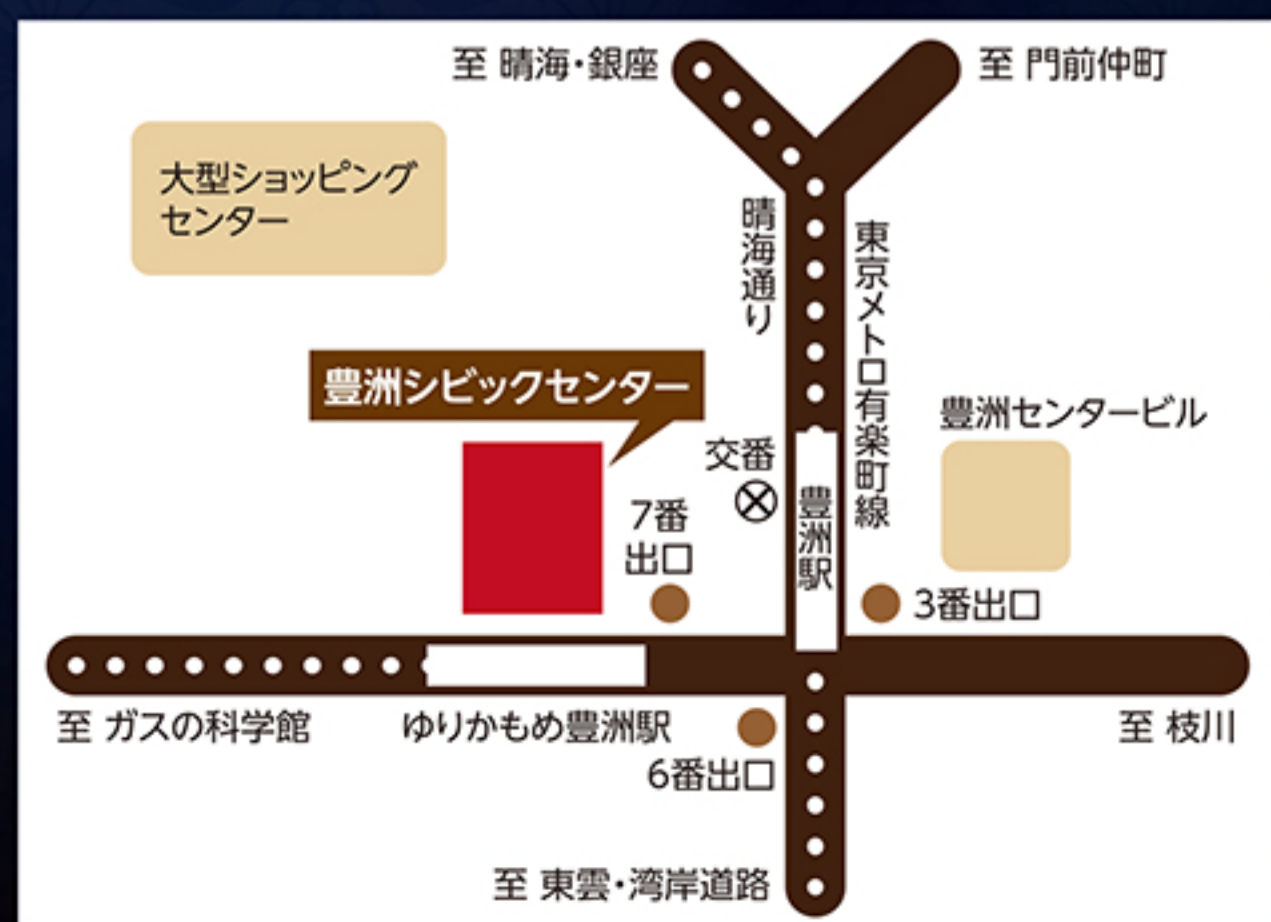 至 晴海・銀座
至 門前仲町
大型ショッピング
センター
晴海通り
東京メトロ有楽町線
豊洲シビックセンター
豊洲センタービル
交番
豊洲駅
7番
出口
3番出口
至 ガスの科学館
ゆりかもめ豊洲駅
至 枝川
6番出口
至 東雲・湾岸道路